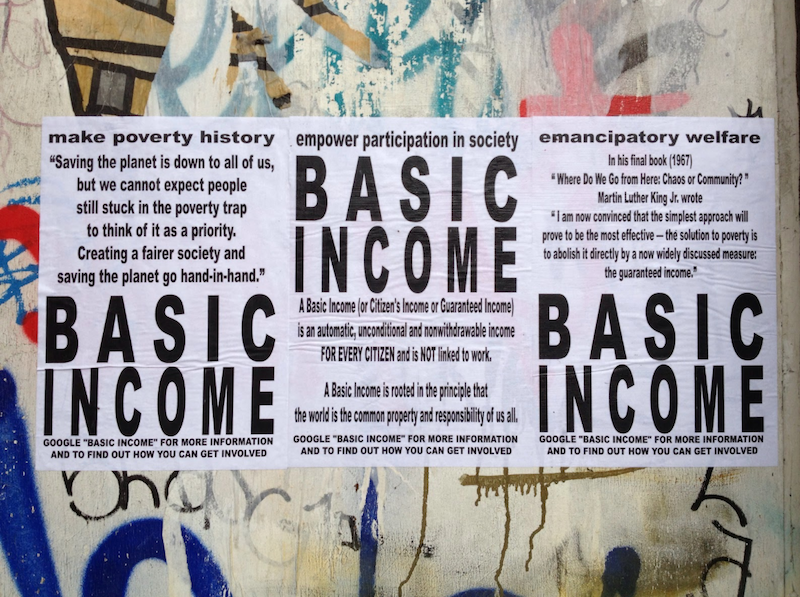 make poverty history
“Saving the planet is down to all of us,
but we cannot expect people
still stuck in the poverty trap
to think of it as a priority.
Creating a fairer society and
saving the planet go hand-in-hand.”
BASIC
INCOME
GOOGLE "BASIC INCOME" FOR MORE INFORMATION
AND TO FIND OUT HOW YOU CAN GET INVOLVED
empower participation in society
BASIC
INCOME
A Basic Income (or Citizen's Income or Guaranteed Income)
is an automatic, unconditional and nonwithdrawable income
FOR EVERY CITIZEN and is NOT linked to work.
A Basic Income is rooted in the principle that
the world is the common property and responsibility of us all.
GOOGLE "BASIC INCOME" FOR MORE INFORMATION
AND TO FIND OUT HOW YOU CAN GET INVOLVED
emancipatory welfare
In his final book (1967)
“ Where Do We Go from Here: Chaos or Community? ”
Martin Luther King Jr. wrote
“ I am now convinced that the simplest approach will
prove to be the most effective — the solution to poverty is
to abolish it directly by a now widely discussed measure:
the guaranteed income.”
BASIC
INCOME
GOOGLE "BASIC INCOME" FOR MORE INFORMATION
AND TO FIND OUT HOW YOU CAN GET INVOLVED